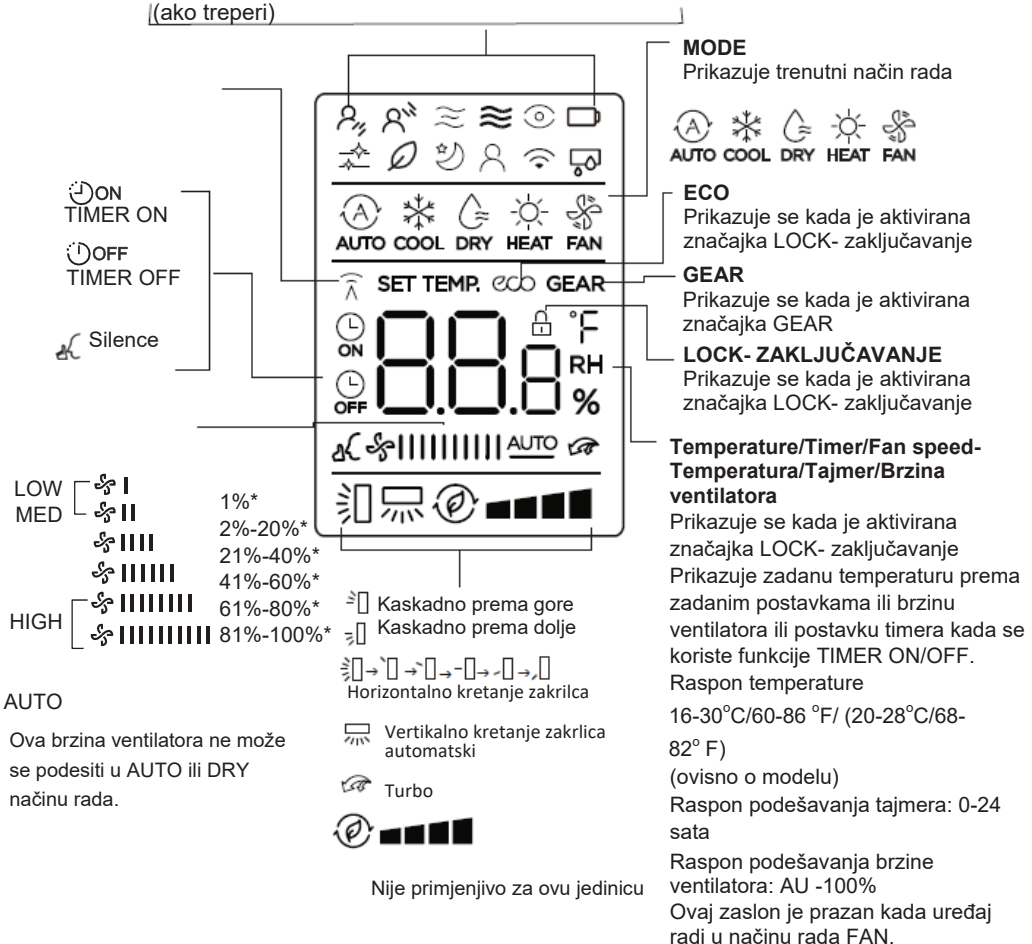 (ako treperi)
MODE
Prikazuje trenutni način rada
AUTO COOL DRY HEAT FAN
ON
TIMER ON
OFF
TIMER OFF
Silence
AUTO COOL DRY HEAT FAN
SET TEMP. eco GEAR
ON
OFF
88.8
°F
RH
%
AUTO
ECO
Prikazuje se kada je aktivirana
značajka LOCK- zaključavanje
GEAR
Prikazuje se kada je aktivirana
značajka GEAR
LOCK- ZAKLJUČAVANJE
Prikazuje se kada je aktivirana
značajka LOCK- zaključavanje
Temperature/Timer/Fan speed-
Temperatura/Tajmer/Brzina
ventilatora
Prikazuje se kada je aktivirana
značajka LOCK- zaključavanje
Prikazuje zadanu temperaturu prema
zadanim postavkama ili brzinu
ventilatora ili postavku timera kada se
koriste funkcije TIMER ON/OFF.
Raspon temperature
16-30°C/60-86 °F/ (20-28°C/68-
82° F)
(ovisno o modelu)
Raspon podešavanja tajmera: 0-24
sata
Raspon podešavanja brzine
ventilatora: AU -100%
Ovaj zaslon je prazan kada uređaj
radi u načinu rada FAN.
LOW
MED
HIGH
1%*
2%-20%*
21%-40%*
41%-60%*
61%-80%*
81%-100%*
AUTO
Ova brzina ventilatora ne može
se podesiti u AUTO ili DRY
načinu rada.
Kaskadno prema gore
Kaskadno prema dolje
Horizontalno kretanje zakrilca
Vertikalno kretanje zakrlica
automatski
Turbo
Nije primjenjivo za ovu jedinicu